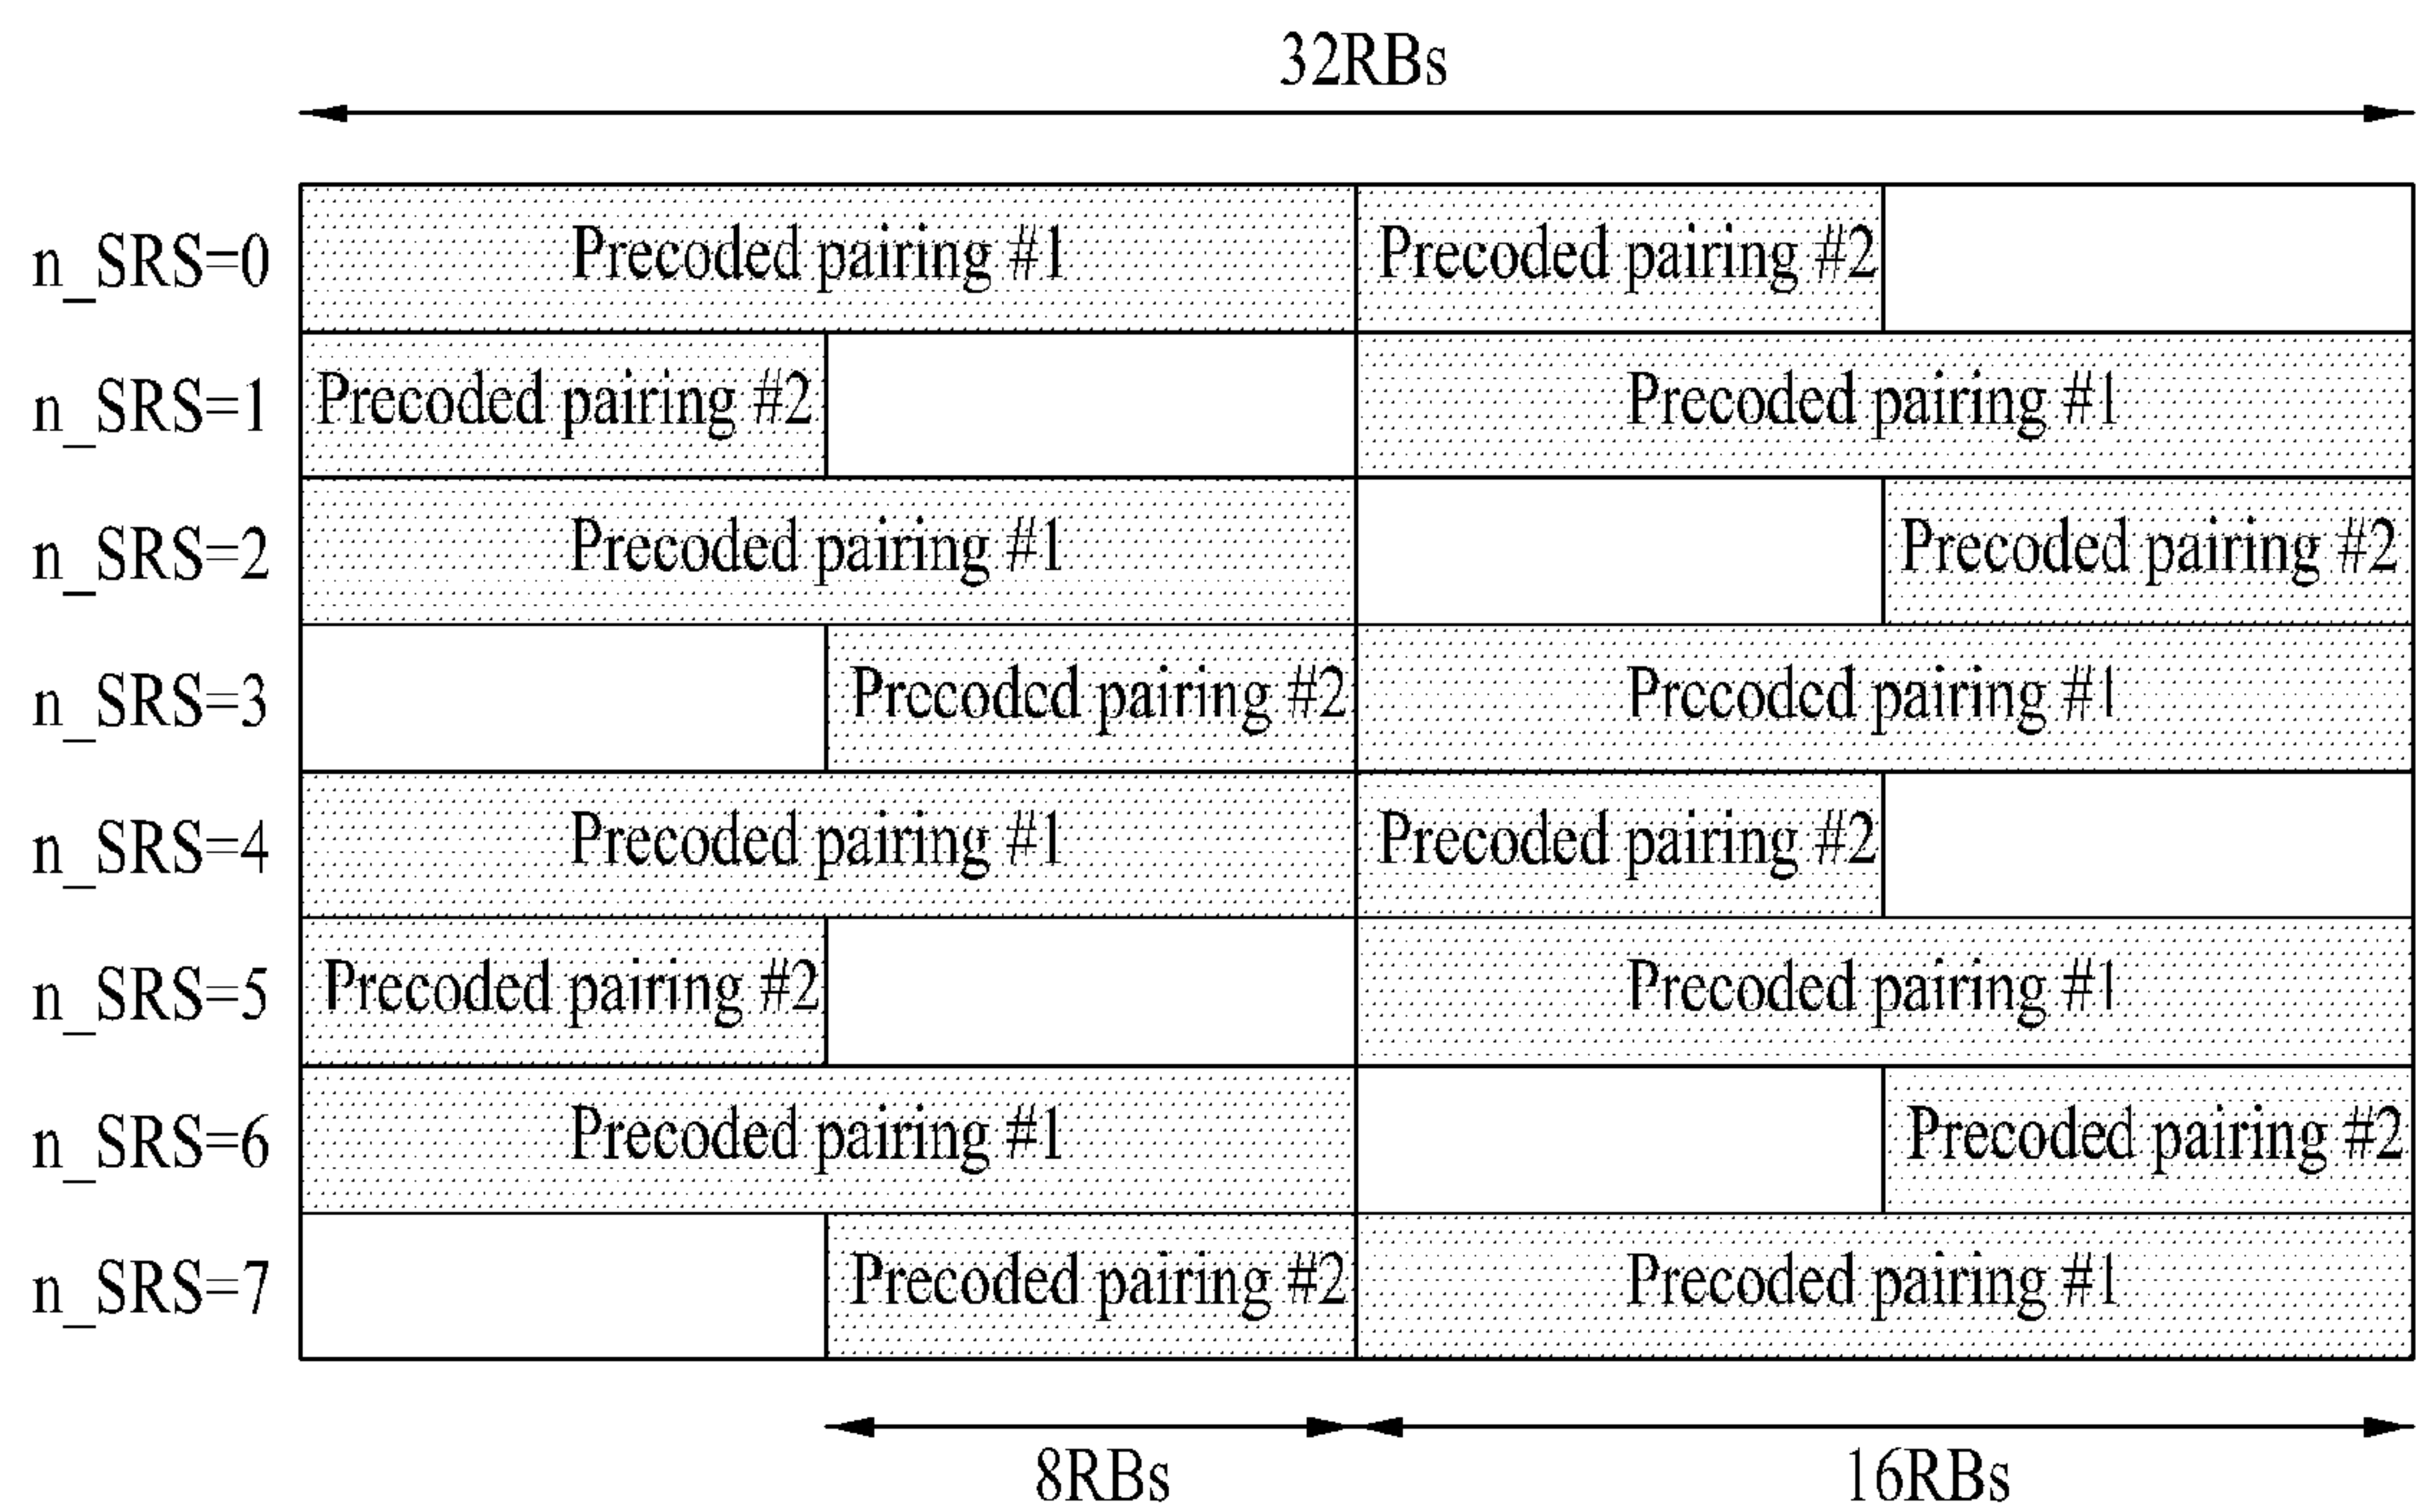 32RBs
n_SRS=0 Precoded pairing #1 Precoded pairing #2
n_SRS=1 Precoded pairing #2 Precoded pairing #1
n_SRS=2 Precoded pairing #1 Precoded pairing #2
n_SRS=3 Precoded pairing #2 Precoded pairing #1
n_SRS=4 Precoded pairing #1 Precoded pairing #2
n_SRS=5 Precoded pairing #2 Precoded pairing #1
n_SRS=6 Precoded pairing #1 Precoded pairing #2
n_SRS=7 Precoded pairing #2 Precoded pairing #1
8RBs 16RBs